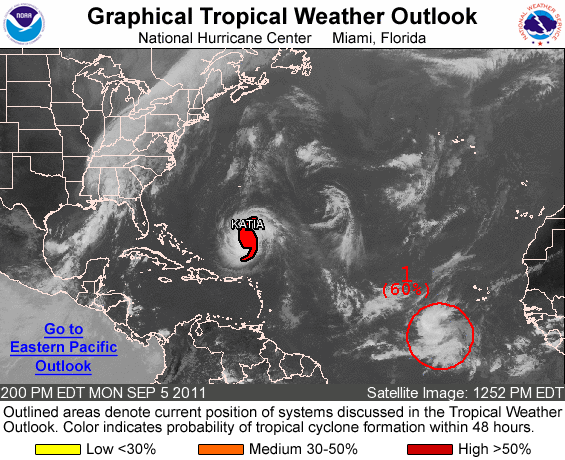 Graphical Tropical Weather Outlook
National Hurricane Center Miami, Florida
NOAA
KATIA
1
(60%)
Go to
Eastern Pacific
Outlook
200 PM EDT MON SEP 5 2011
Satellite Image: 1252 PM EDT
Outlined areas denote current position of systems discussed in the Tropical Weather
Outlook. Color indicates probability of tropical cyclone formation within 48 hours.
Low <30% Medium 30-50% High >50%